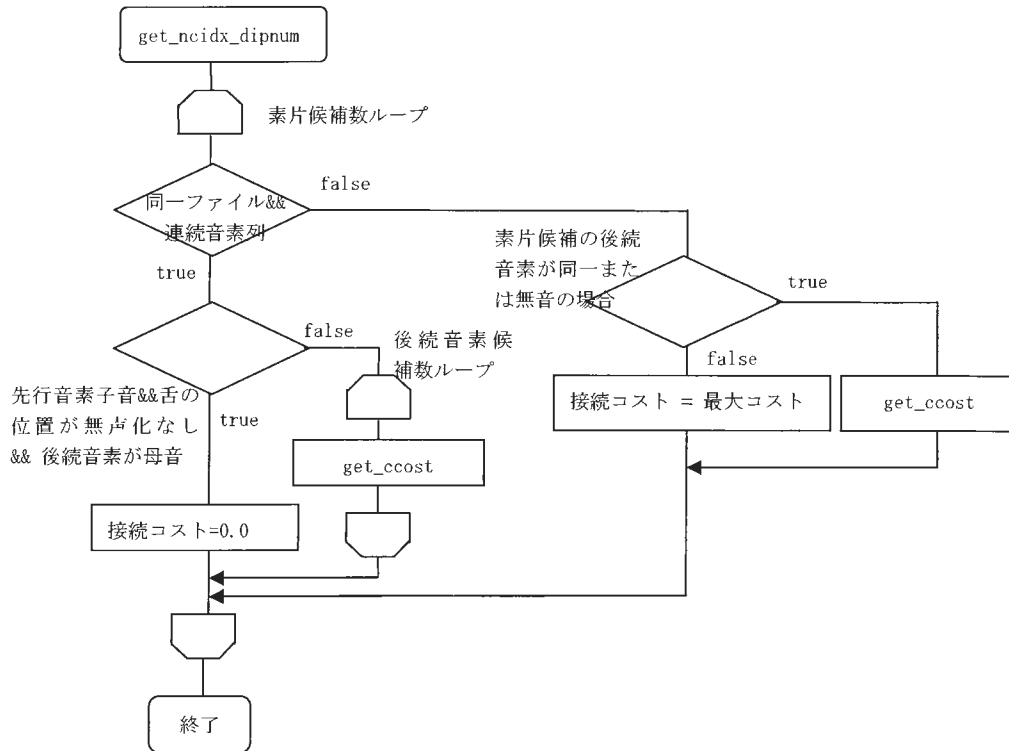 get_ncidx_dipnum
素片候補数ループ
false
同一ファイル&&
連続音素列
true
素片候補の後続
音素が同一また
は無音の場合
true
false
後続音素候
補数ループ
false
接続コスト = 最大コスト
get_ccost
先行音素子音&&舌の
位置が無声化なし
&& 後続音素が母音
true
get_ccost
接続コスト=0.0
終了